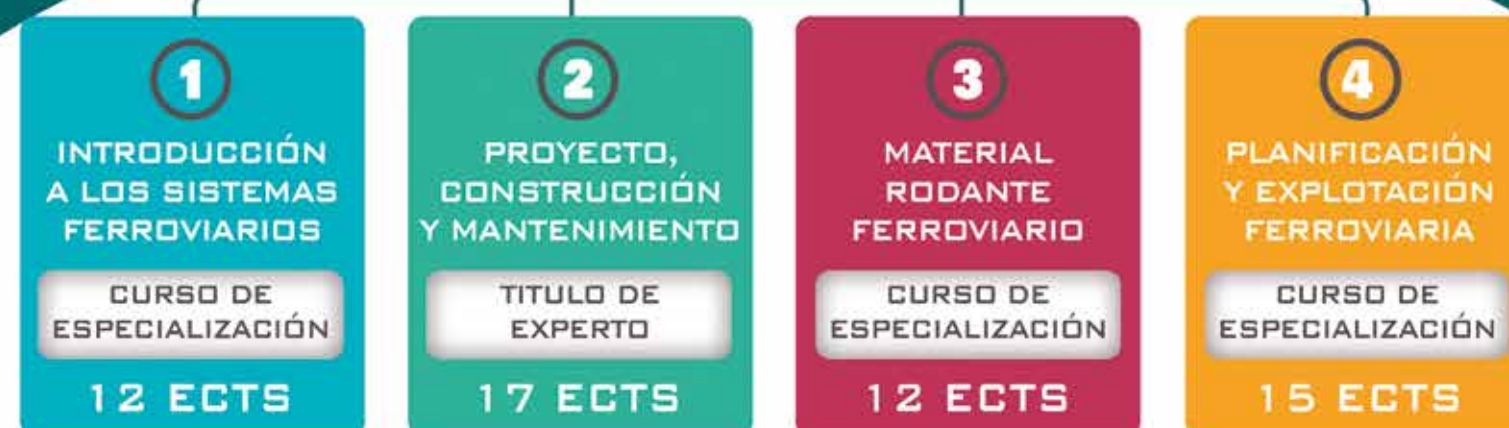 1
INTRODUCCIÓN
A LOS SISTEMAS
FERROVIARIOS
CURSO DE
ESPECIALIZACIÓN
12 ECTS
2
PROYECTO,
CONSTRUCCIÓN
Y MANTENIMIENTO
TITULO DE
EXPERTO
17 ECTS
3
MATERIAL
RODANTE
FERROVIARIO
CURSO DE
ESPECIALIZACIÓN
12 ECTS
4
PLANIFICACIÓN
Y EXPLOTACIÓN
FERROVIARIA
CURSO DE
ESPECIALIZACIÓN
15 ECTS